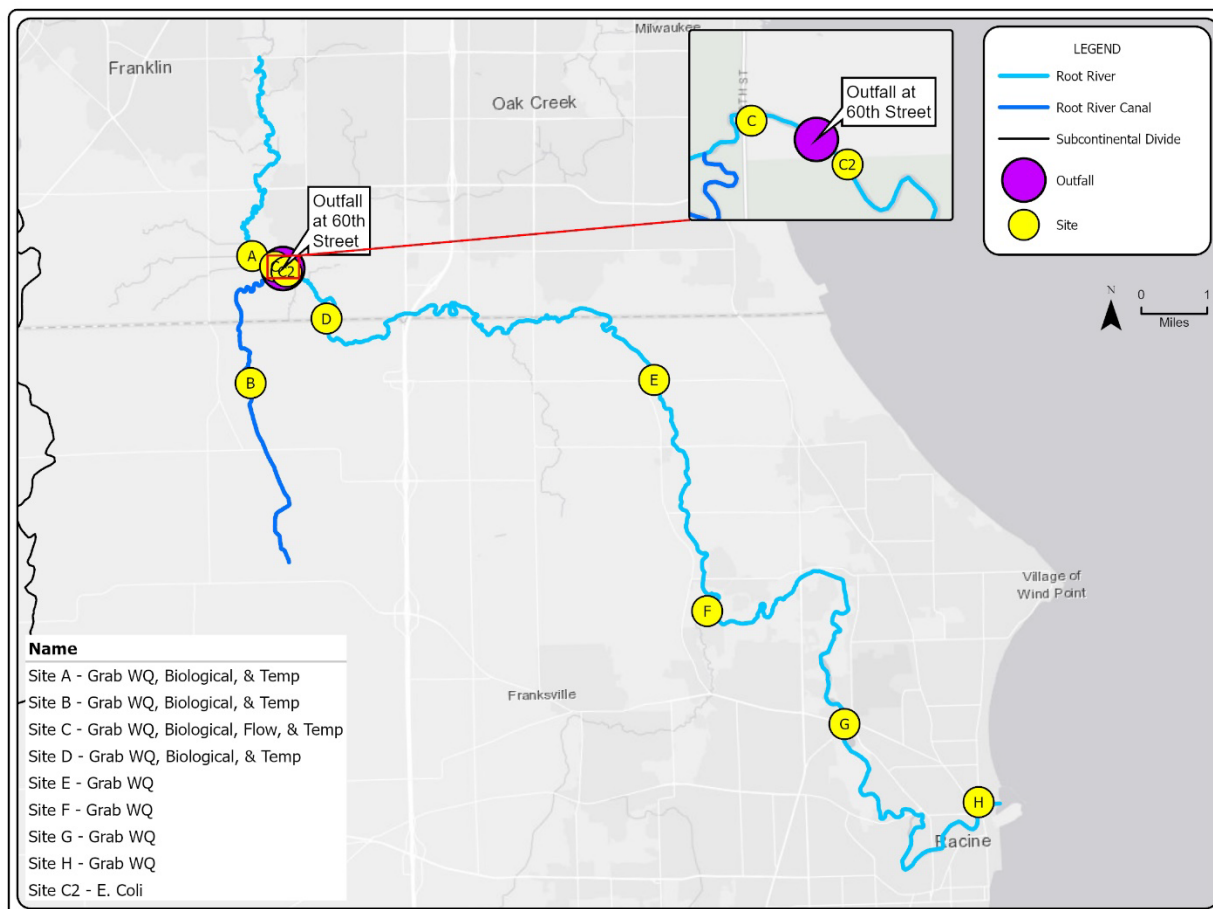 Milwaukee
Franklin
Oak Creek
TH ST
C
Outfall at
60th Street
C2
LEGEND
Root River
Root River Canal
Subcontinental Divide
Outfall
Site
Outfall
at 60th
Street
A
C
C2
D
N
0 1
Miles
B
E
Village of
Wind Point
F
Franksville
G
H
Racine
Name
Site A - Grab WQ, Biological, & Temp
Site B - Grab WQ, Biological, & Temp
Site C - Grab WQ, Biological, Flow, & Temp
Site D - Grab WQ, Biological, & Temp
Site E - Grab WQ
Site F - Grab WQ
Site G - Grab WQ
Site H - Grab WQ
Site C2 - E. Coli